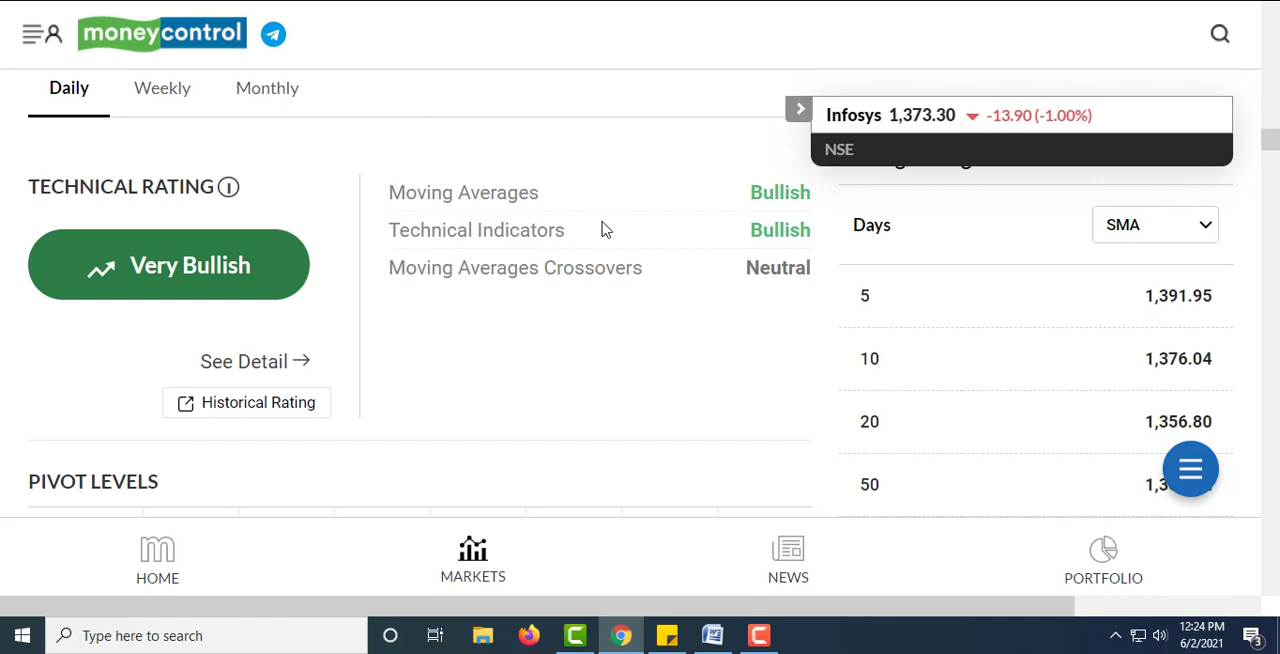 moneycontrol
Daily Weekly Monthly
Infosys 1,373.30 -13.90 (-1.00%)
NSE
TECHNICAL RATING
Very Bullish
See Detail
Historical Rating
Moving Averages Bullish
Technical Indicators Bullish
Moving Averages Crossovers Neutral
Days SMA
5 1,391.95
10 1,376.04
20 1,356.80
50
PIVOT LEVELS
HOME MARKETS NEWS PORTFOLIO
Type here to search
12:24 PM
6/2/2021
3